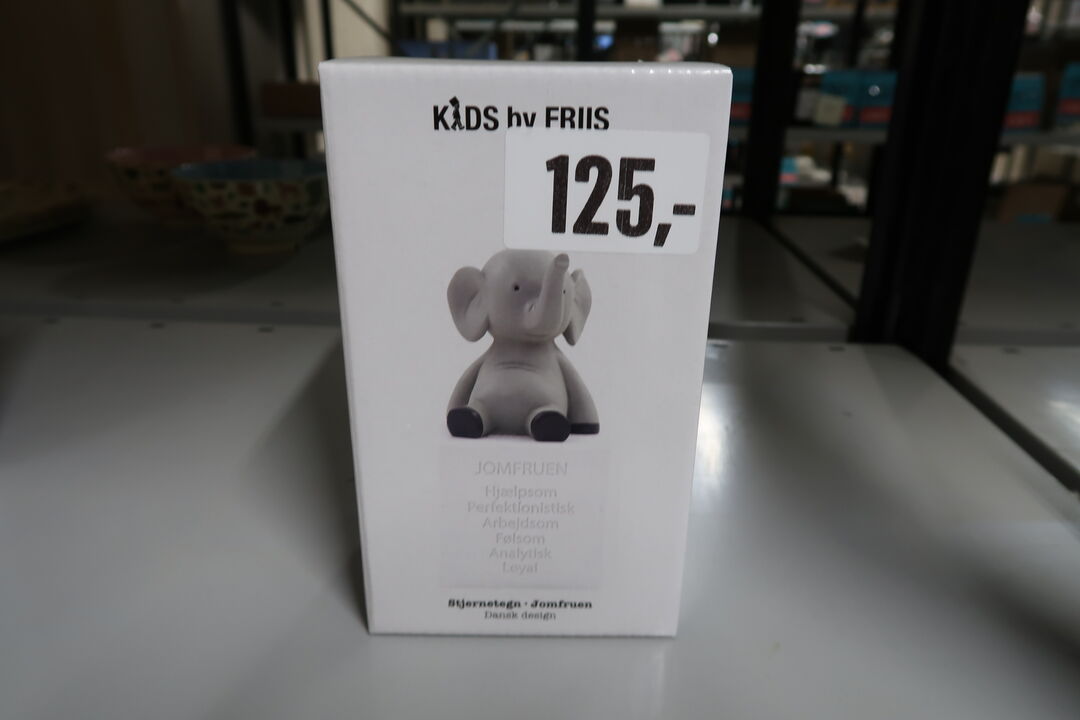 KiDS by FRIIS
125,-
JOMFRUEN
Hjælpsom
Perfektionistisk
Arbejdsom
Følsom
Analytisk
Loyal
Stjernetegn · Jomfruen
Dansk design